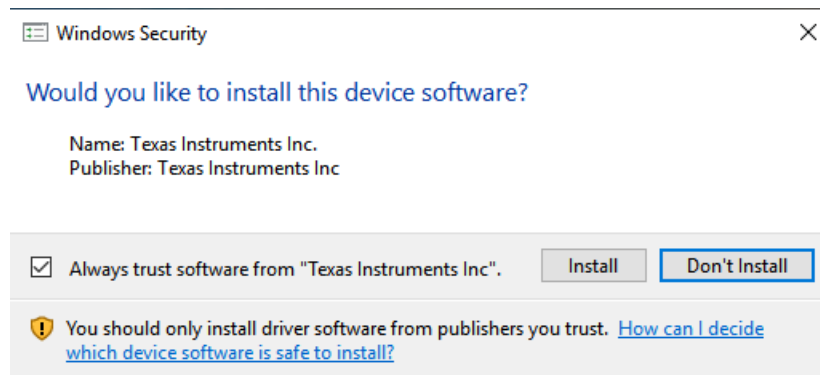 Windows Security
Would you like to install this device software?
Name: Texas Instruments Inc.
Publisher: Texas Instruments Inc
Always trust software from "Texas Instruments Inc".
Install
Don't Install
You should only install driver software from publishers you trust. How can I decide
which device software is safe to install?